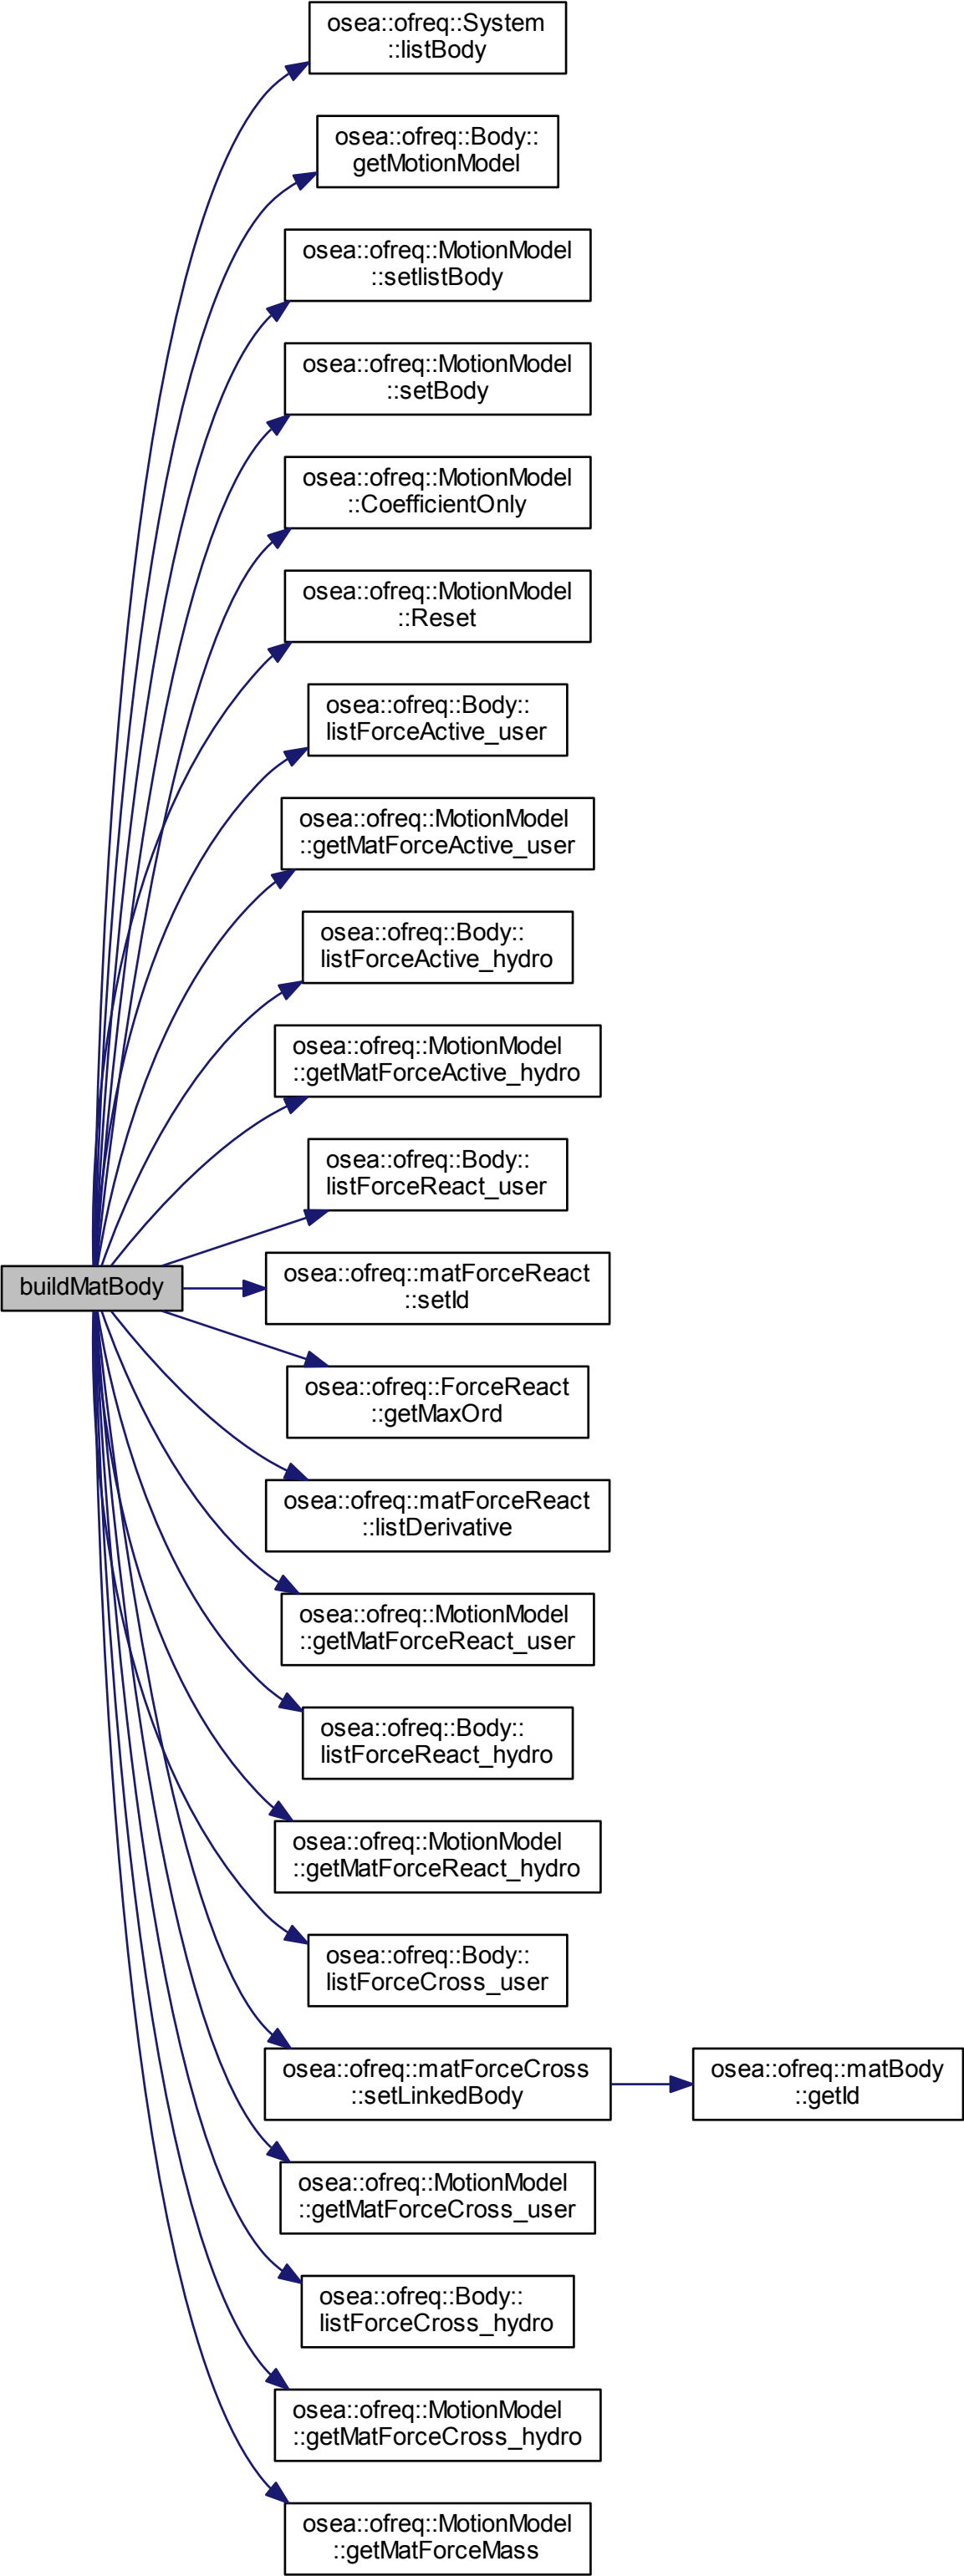 osea::ofreq::System
::listBody
osea::ofreq::Body::
getMotionModel
osea::ofreq::MotionModel
::setlistBody
osea::ofreq::MotionModel
::setBody
osea::ofreq::MotionModel
::CoefficientOnly
osea::ofreq::MotionModel
::Reset
osea::ofreq::Body::
listForceActive_user
osea::ofreq::MotionModel
::getMatForceActive_user
osea::ofreq::Body::
listForceActive_hydro
osea::ofreq::MotionModel
::getMatForceActive_hydro
osea::ofreq::Body::
listForceReact_user
buildMatBody
osea::ofreq::matForceReact
::setId
osea::ofreq::ForceReact
::getMaxOrd
osea::ofreq::matForceReact
::listDerivative
osea::ofreq::MotionModel
::getMatForceReact_user
osea::ofreq::Body::
listForceReact_hydro
osea::ofreq::MotionModel
::getMatForceReact_hydro
osea::ofreq::Body::
listForceCross_user
osea::ofreq::matForceCross
::setLinkedBody
osea::ofreq::matBody
::getId
osea::ofreq::MotionModel
::getMatForceCross_user
osea::ofreq::Body::
listForceCross_hydro
osea::ofreq::MotionModel
::getMatForceCross_hydro
osea::ofreq::MotionModel
::getMatForceMass